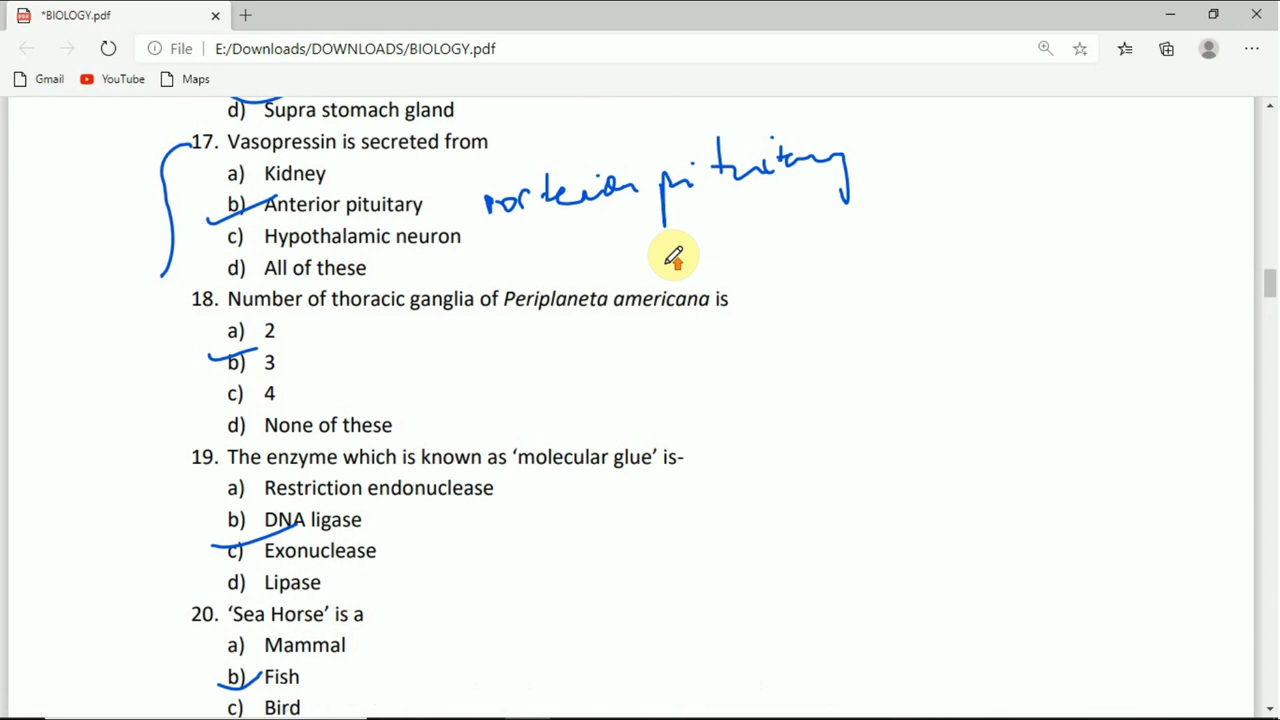 *BIOLOGY.pdf
File
E:/Downloads/DOWNLOADS/BIOLOGY.pdf
Gmail
YouTube
Maps
d) Supra stomach gland
17. Vasopressin is secreted from
a) Kidney
b) Anterior pituitary
posterior pituitary
c) Hypothalamic neuron
d) All of these
18. Number of thoracic ganglia of Periplaneta americana is
a) 2
b) 3
c) 4
d) None of these
19. The enzyme which is known as ‘molecular glue’ is-
a) Restriction endonuclease
b) DNA ligase
c) Exonuclease
d) Lipase
20. ‘Sea Horse’ is a
a) Mammal
b) Fish
c) Bird